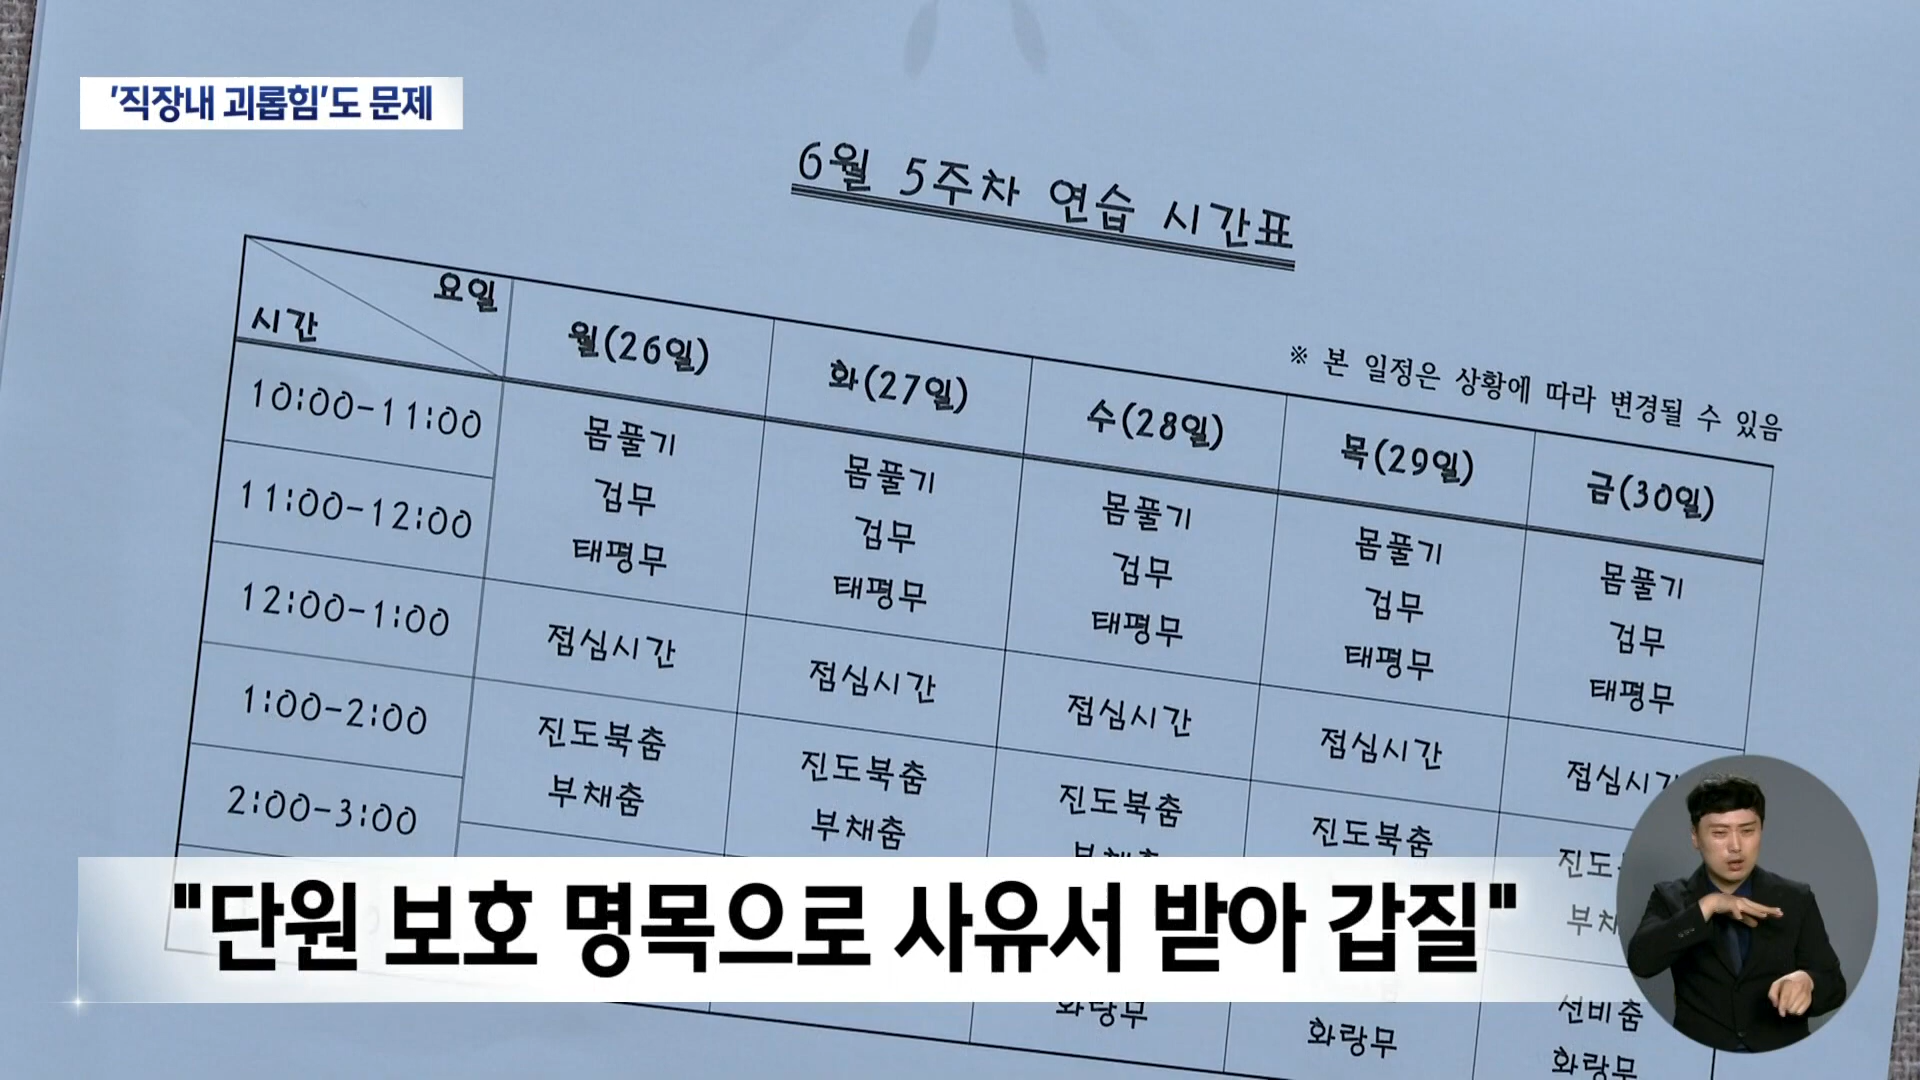 '직장내 괴롭힘'도 문제
6월 5주차 연습 시간표
※ 본 일정은 상황에 따라 변경될 수 있음
요일
시간
월(26일)
화(27일)
수(28일)
목(29일)
금(30일)
10:00-11:00
11:00-12:00
몸풀기
검무
태평무
몸풀기
검무
태평무
몸풀기
검무
태평무
몸풀기
검무
태평무
몸풀기
검무
태평무
12:00-1:00
점심시간
점심시간
점심시간
점심시간
1:00-2:00
2:00-3:00
진도북춤
부채춤
진도북춤
부채춤
진도북춤
진도북춤
"단원 보호 명목으로 사유서 받아 갑질"
화랑무
화랑무
선비춤
화랑무